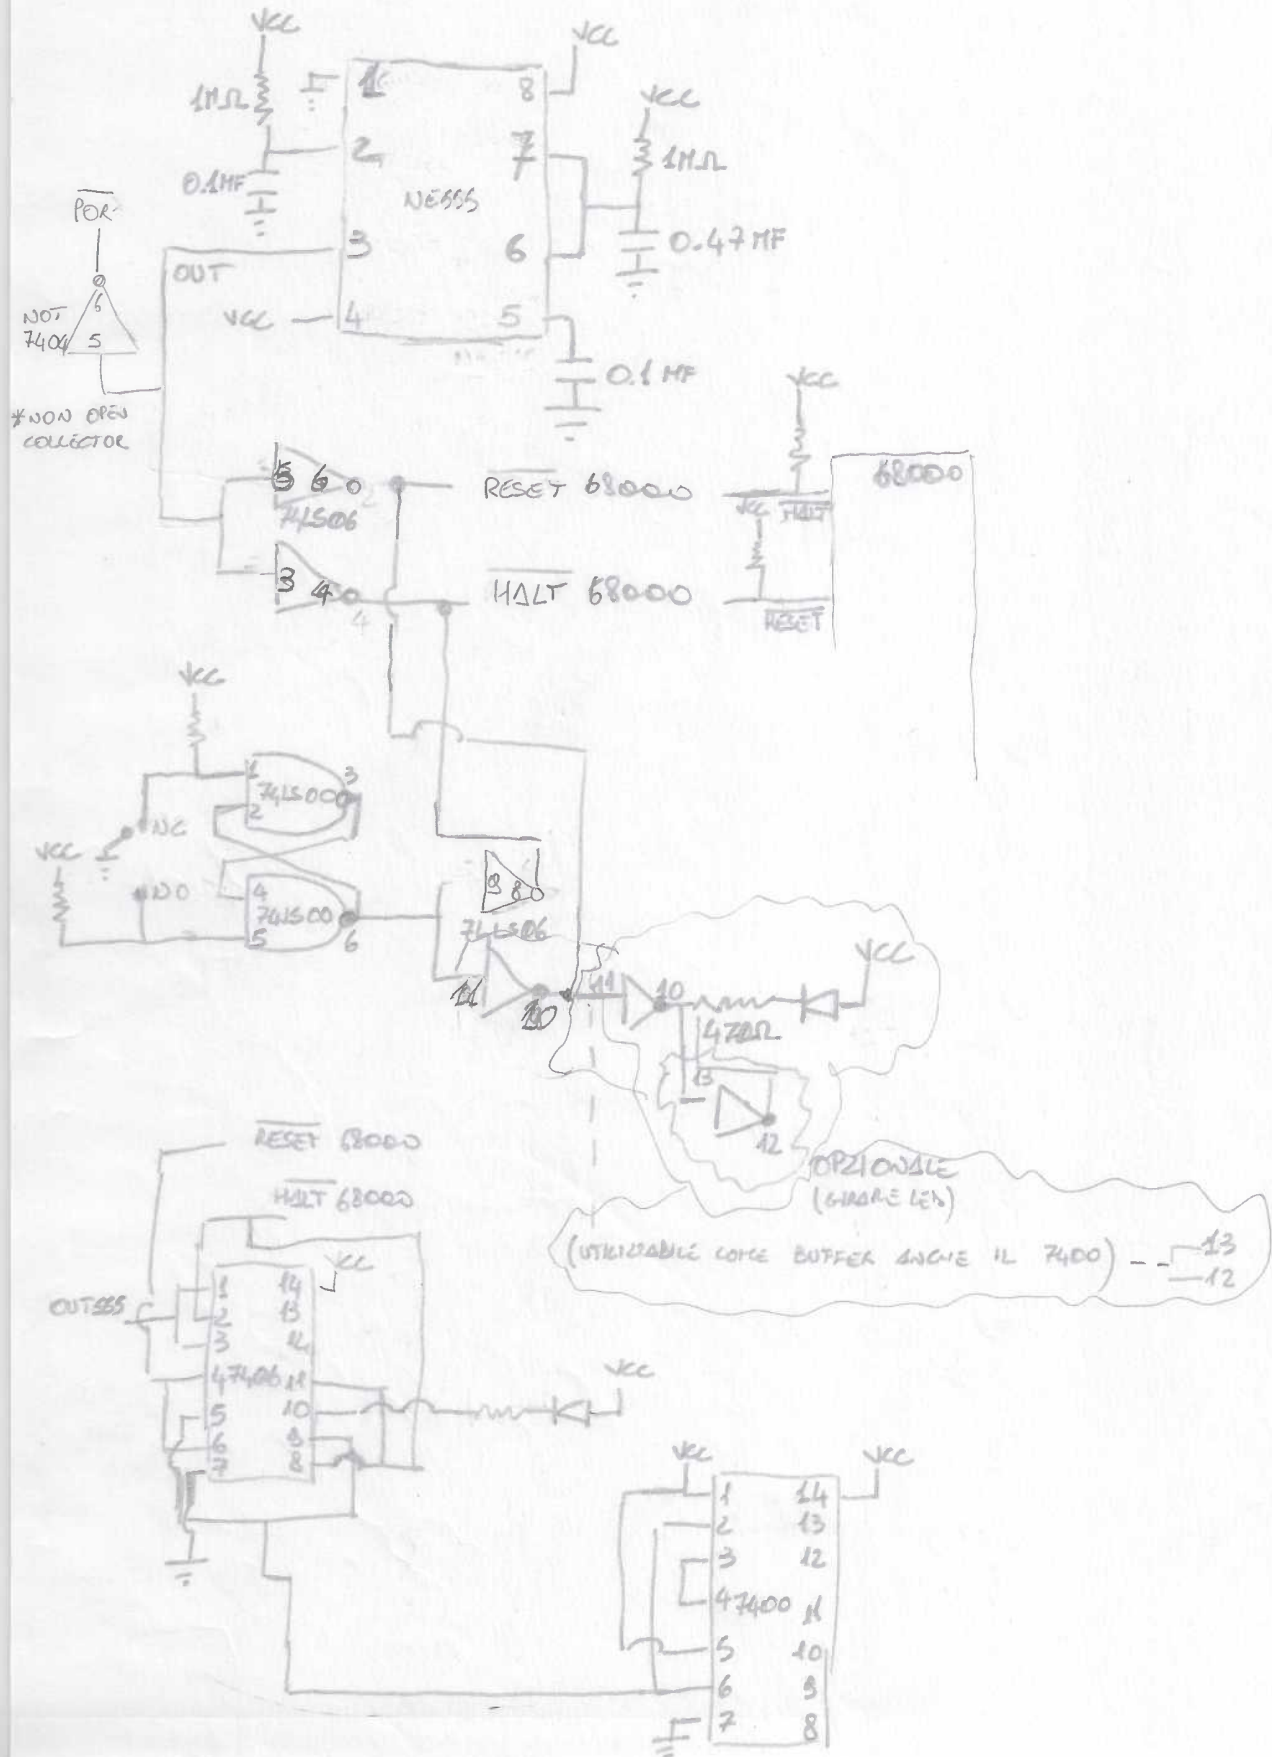 VCC
VCC
1MΩ
1
8
VCC
2
7
1MΩ
0.1MF
NE555
POR
3
6
0.47MF
OUT
6
NOT
7404
5
VCC
4
5
0.1MF
VCC
*NON OPEN
COLLECTOR
5 6
RESET 68000
68000
74LS06
VCC
HALT
3 4
4
HALT 68000
RESET
VCC
1
3
74LS00
2
NC
VCC
NO
4
74LS00
5
6
9 8
74LS06
11
10
11
10
VCC
470Ω
13
12
RESET 68000
OPZIONALE
(GIRARE LED)
HALT 68000
(UTILIZZABILE COME BUFFER ANCHE IL 7400)
13
12
VCC
OUT555
1
14
2
13
3
12
4
7406
11
VCC
5
10
6
9
7
8
VCC
VCC
1
14
2
13
3
12
4
7400
11
5
10
6
9
7
8